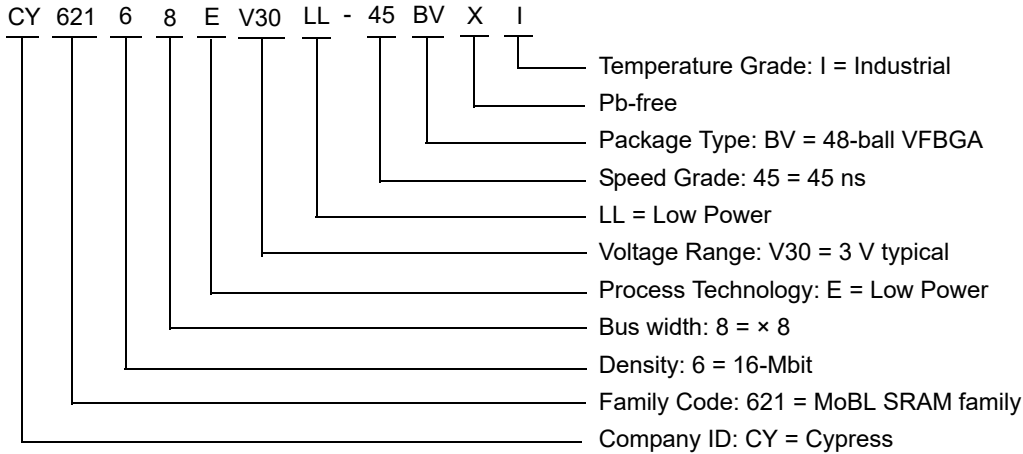 CY 621 6 8 E V30 LL - 45 BV X I
Temperature Grade: I = Industrial
Pb-free
Package Type: BV = 48-ball VFBGA
Speed Grade: 45 = 45 ns
LL = Low Power
Voltage Range: V30 = 3 V typical
Process Technology: E = Low Power
Bus width: 8 = × 8
Density: 6 = 16-Mbit
Family Code: 621 = MoBL SRAM family
Company ID: CY = Cypress